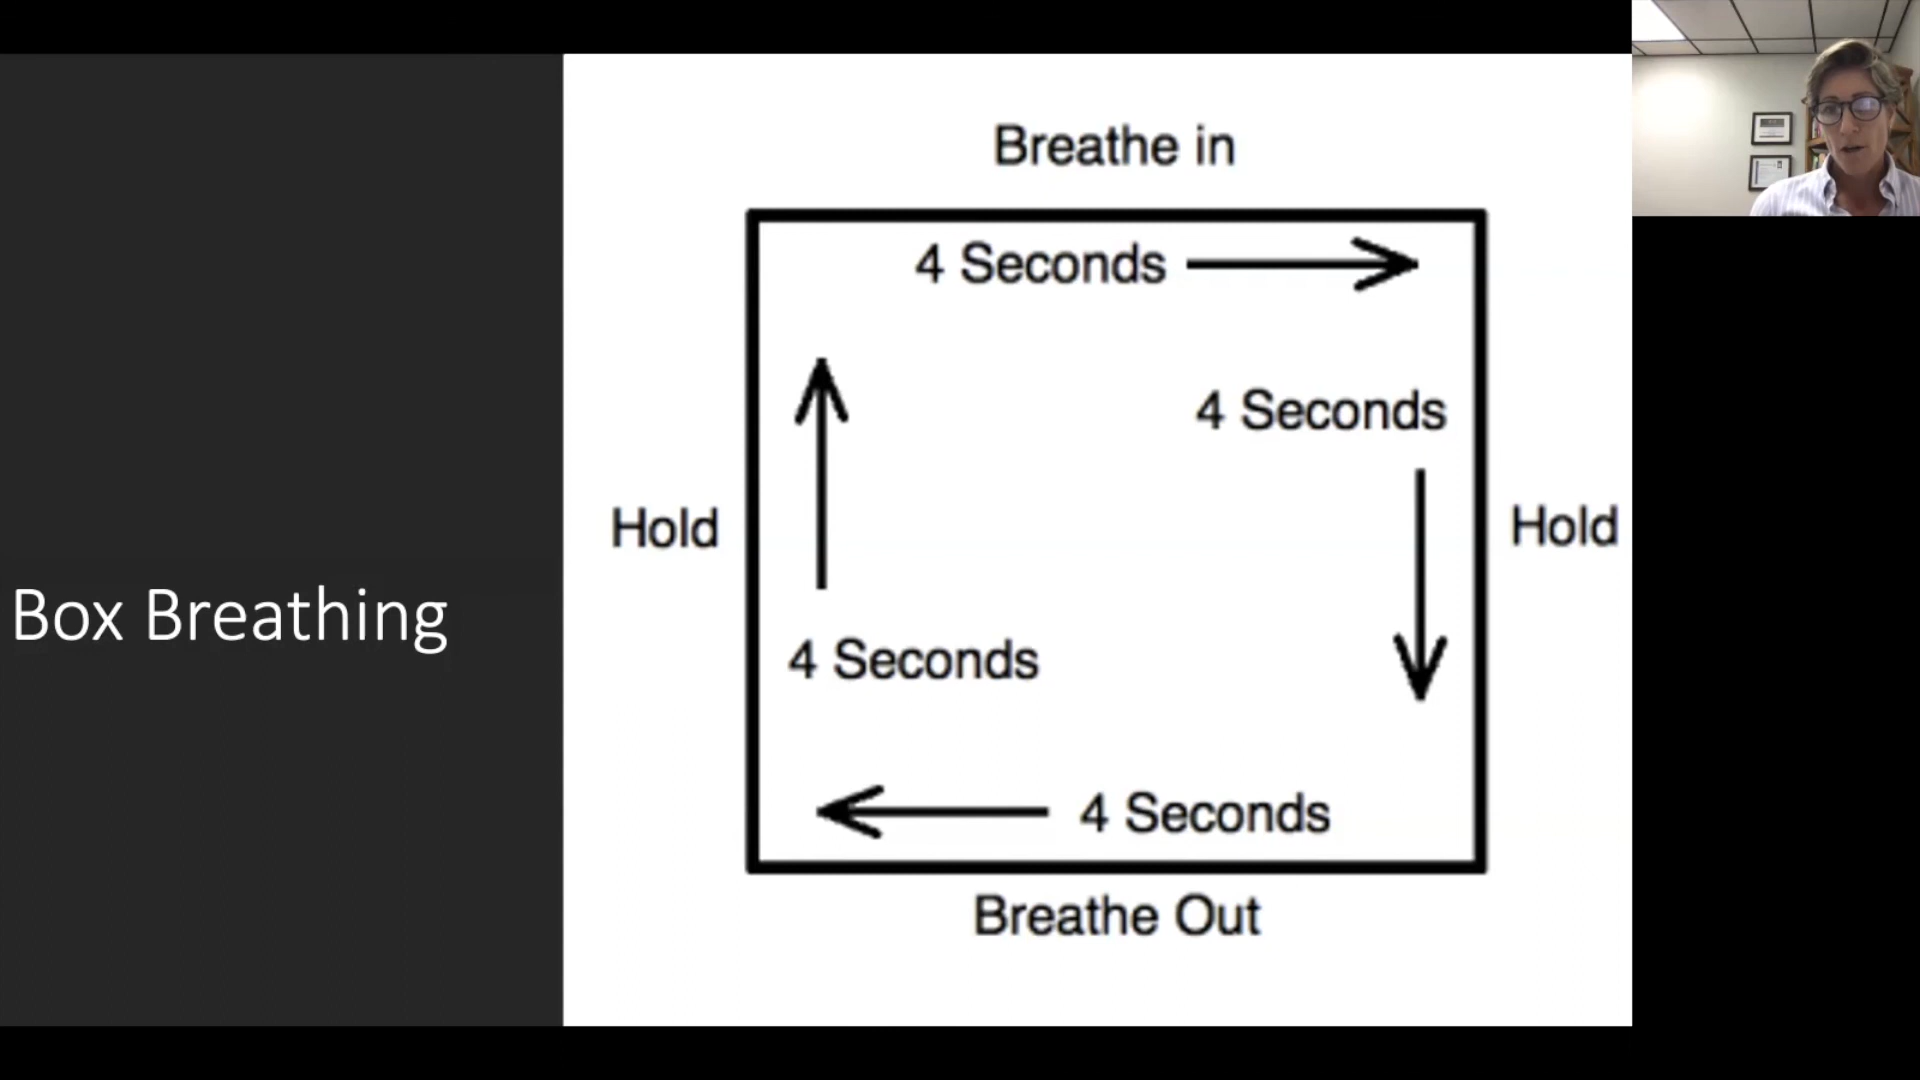 Box Breathing
Breathe in
4 Seconds
4 Seconds
Hold
Hold
4 Seconds
4 Seconds
Breathe Out